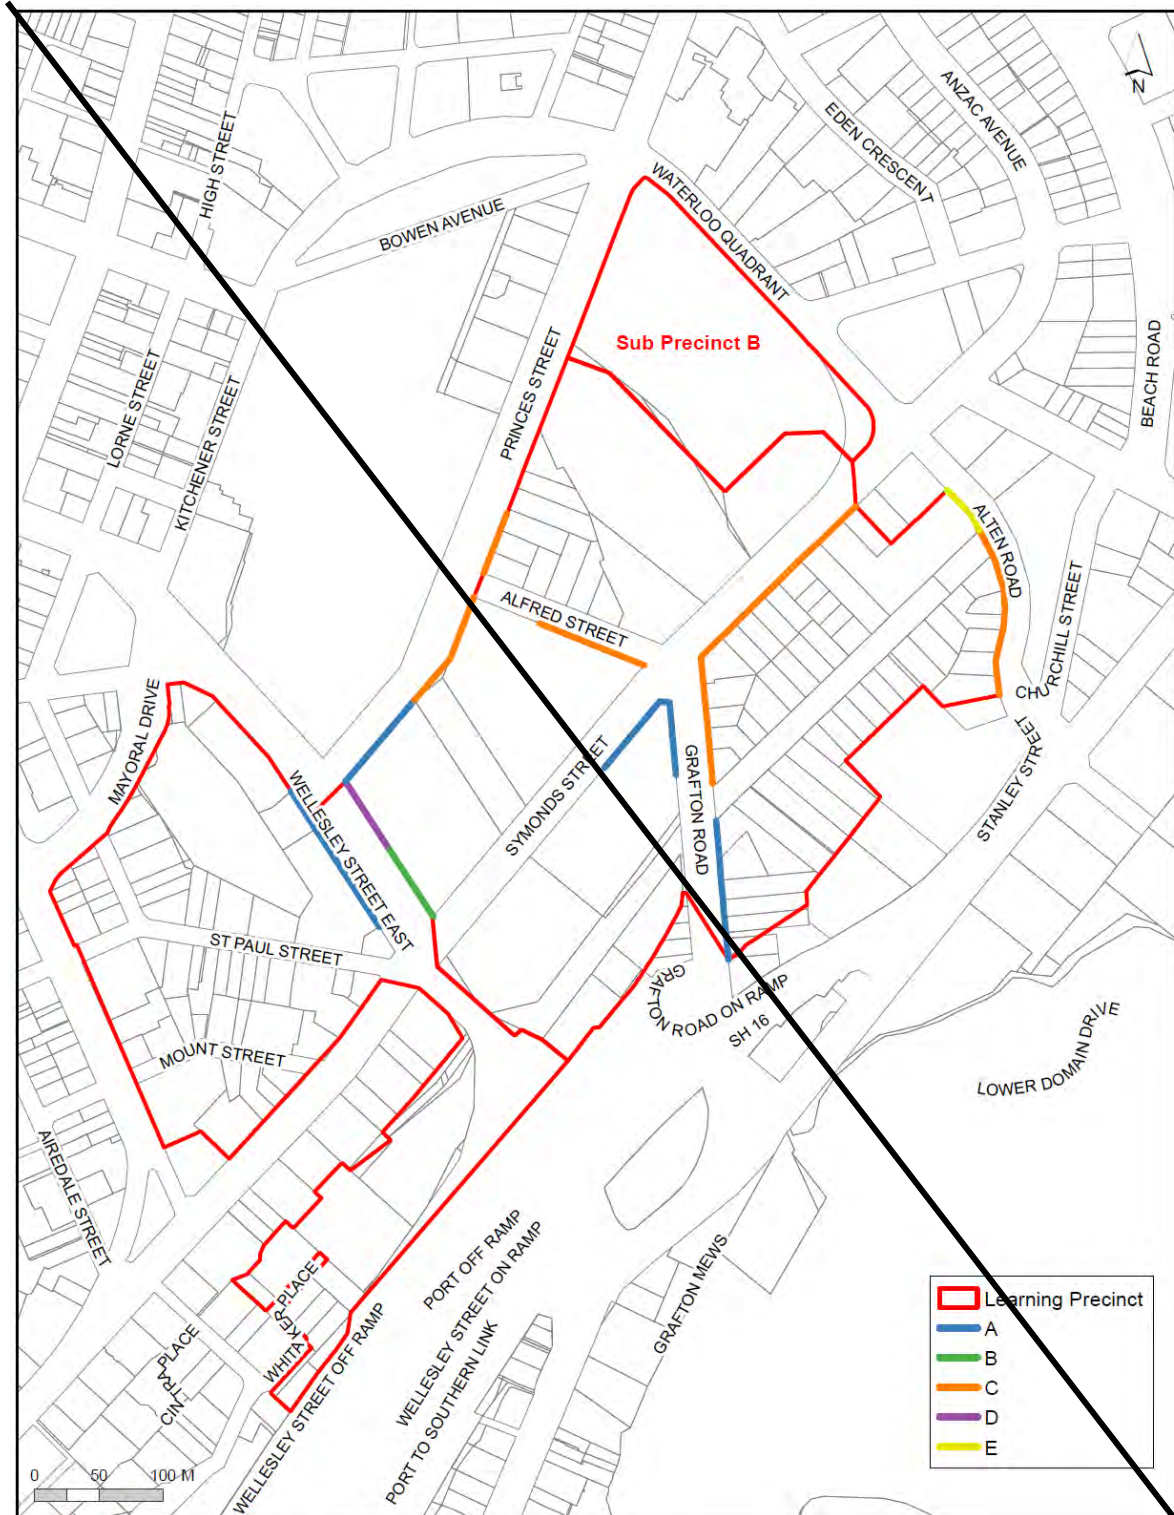 ANZAC AVENUE
N
EDEN CRESCENT
HIGH STREET
WATERLOO QUADRANT
BOWEN AVENUE
Sub Precinct B
BEACH ROAD
PRINCES STREET
LORNE STREET
KITCHENER STREET
ALTEN ROAD
CHURCHILL STREET
ALFRED STREET
MAYORAL DRIVE
STANLEY STREET
SYMONDS STREET
GRAFTON ROAD
WELLESLEY STREET EAST
ST PAUL STREET
GRAFTON ROAD ON RAMP
SH 16
MOUNT STREET
LOWER DOMAIN DRIVE
AIREDALE STREET
PORT OFF RAMP
WELLESLEY STREET ON RAMP
GRAFTON MEWS
WHITAKER PLACE
WELLESLEY STREET OFF RAMP
PORT TO SOUTHERN LINK
CINTRA PLACE
Learning Precinct
A
B
C
D
E
0 50 100 M